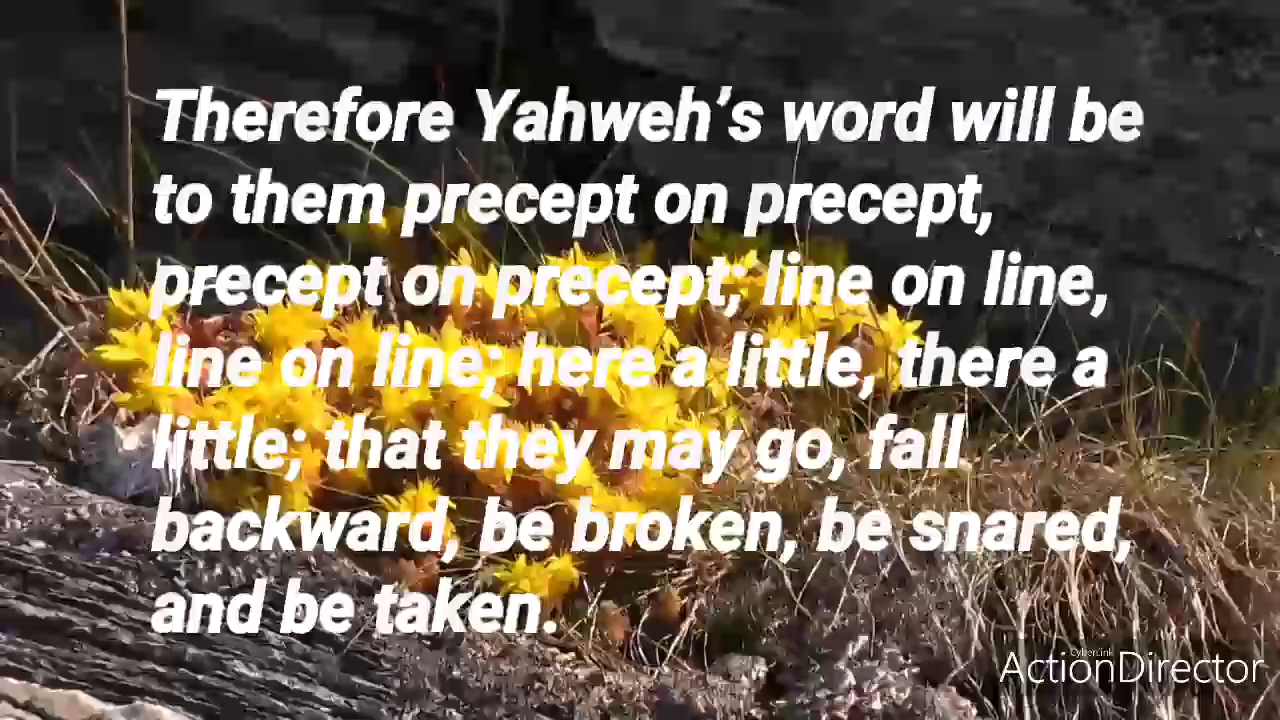 Therefore Yahweh’s word will be
to them precept on precept,
precept on precept; line on line,
line on line; here a little, there a
little; that they may go, fall
backward, be broken, be snared,
and be taken.
CyberLink
ActionDirector